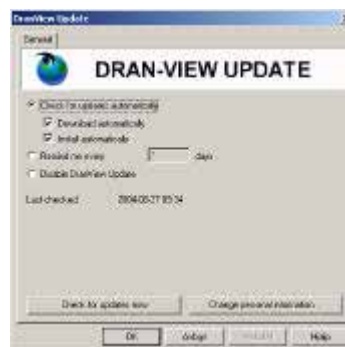 DranView Update
General
DRAN-VIEW UPDATE
Check for updates automatically
Download automatically
Install automatically
Remind me every days
Disable DranView Update
Last checked
Check for updates now
Change personal information
OK Help